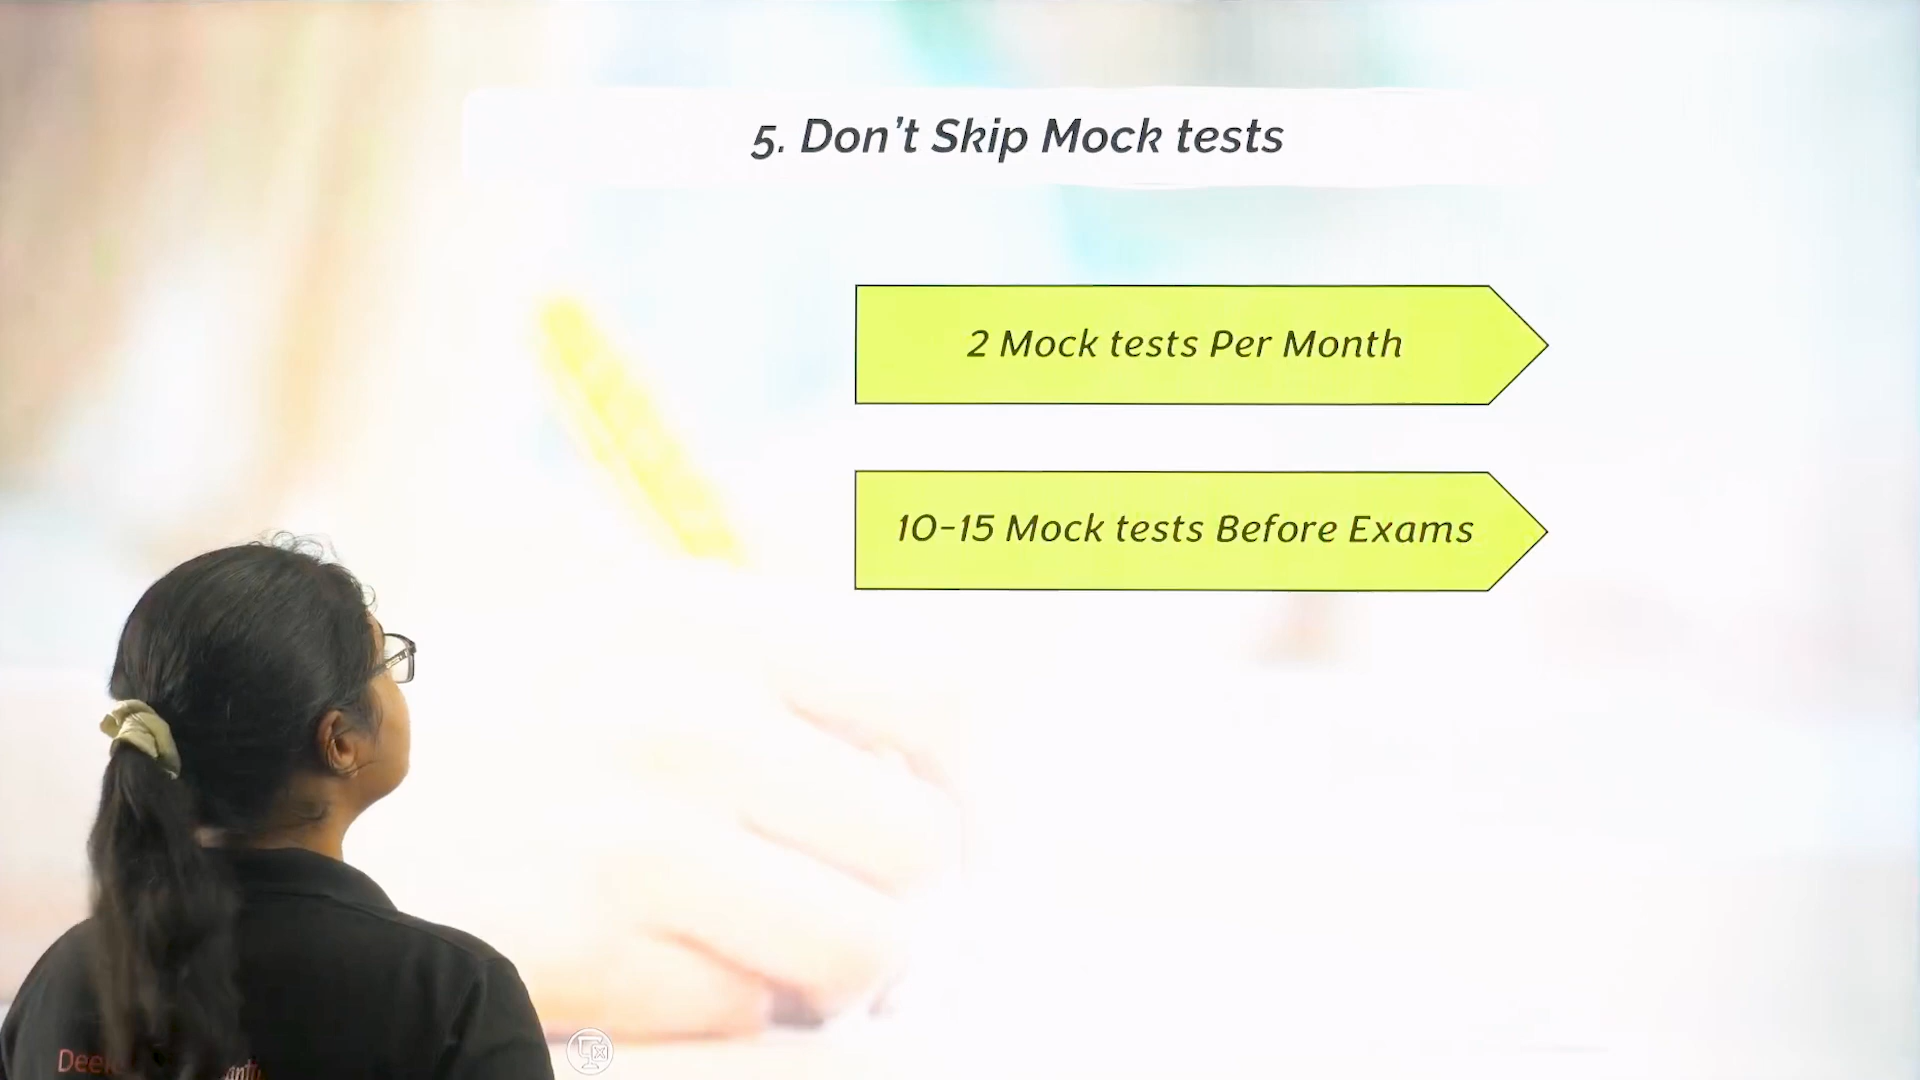 5. Don't Skip Mock tests
2 Mock tests Per Month
10-15 Mock tests Before Exams